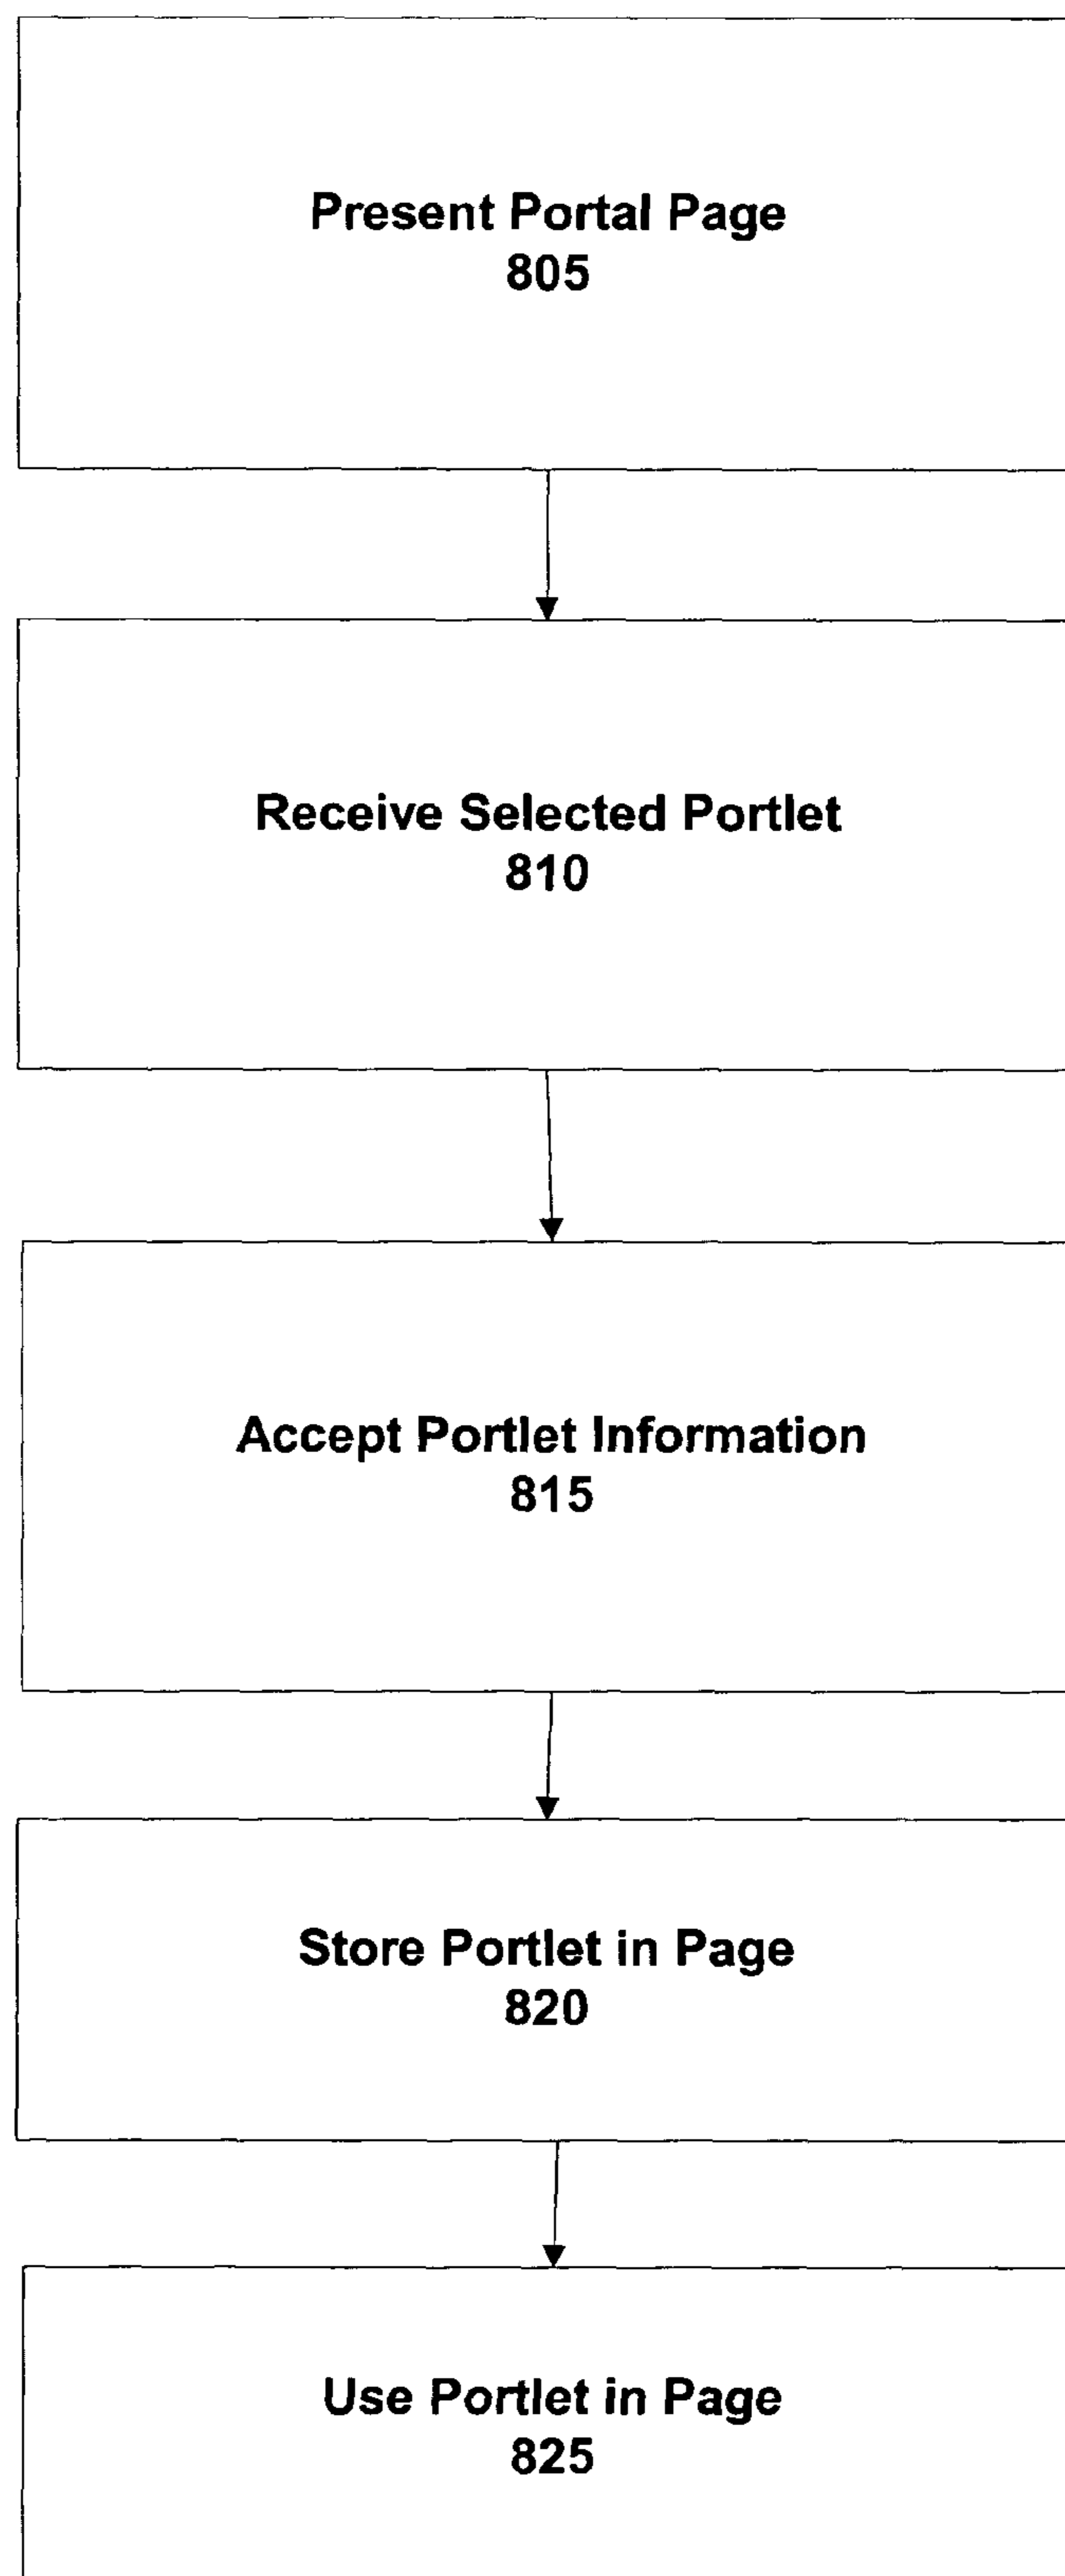 Present Portal Page
805
Receive Selected Portlet
810
Accept Portlet Information
815
Store Portlet in Page
820
Use Portlet in Page
825